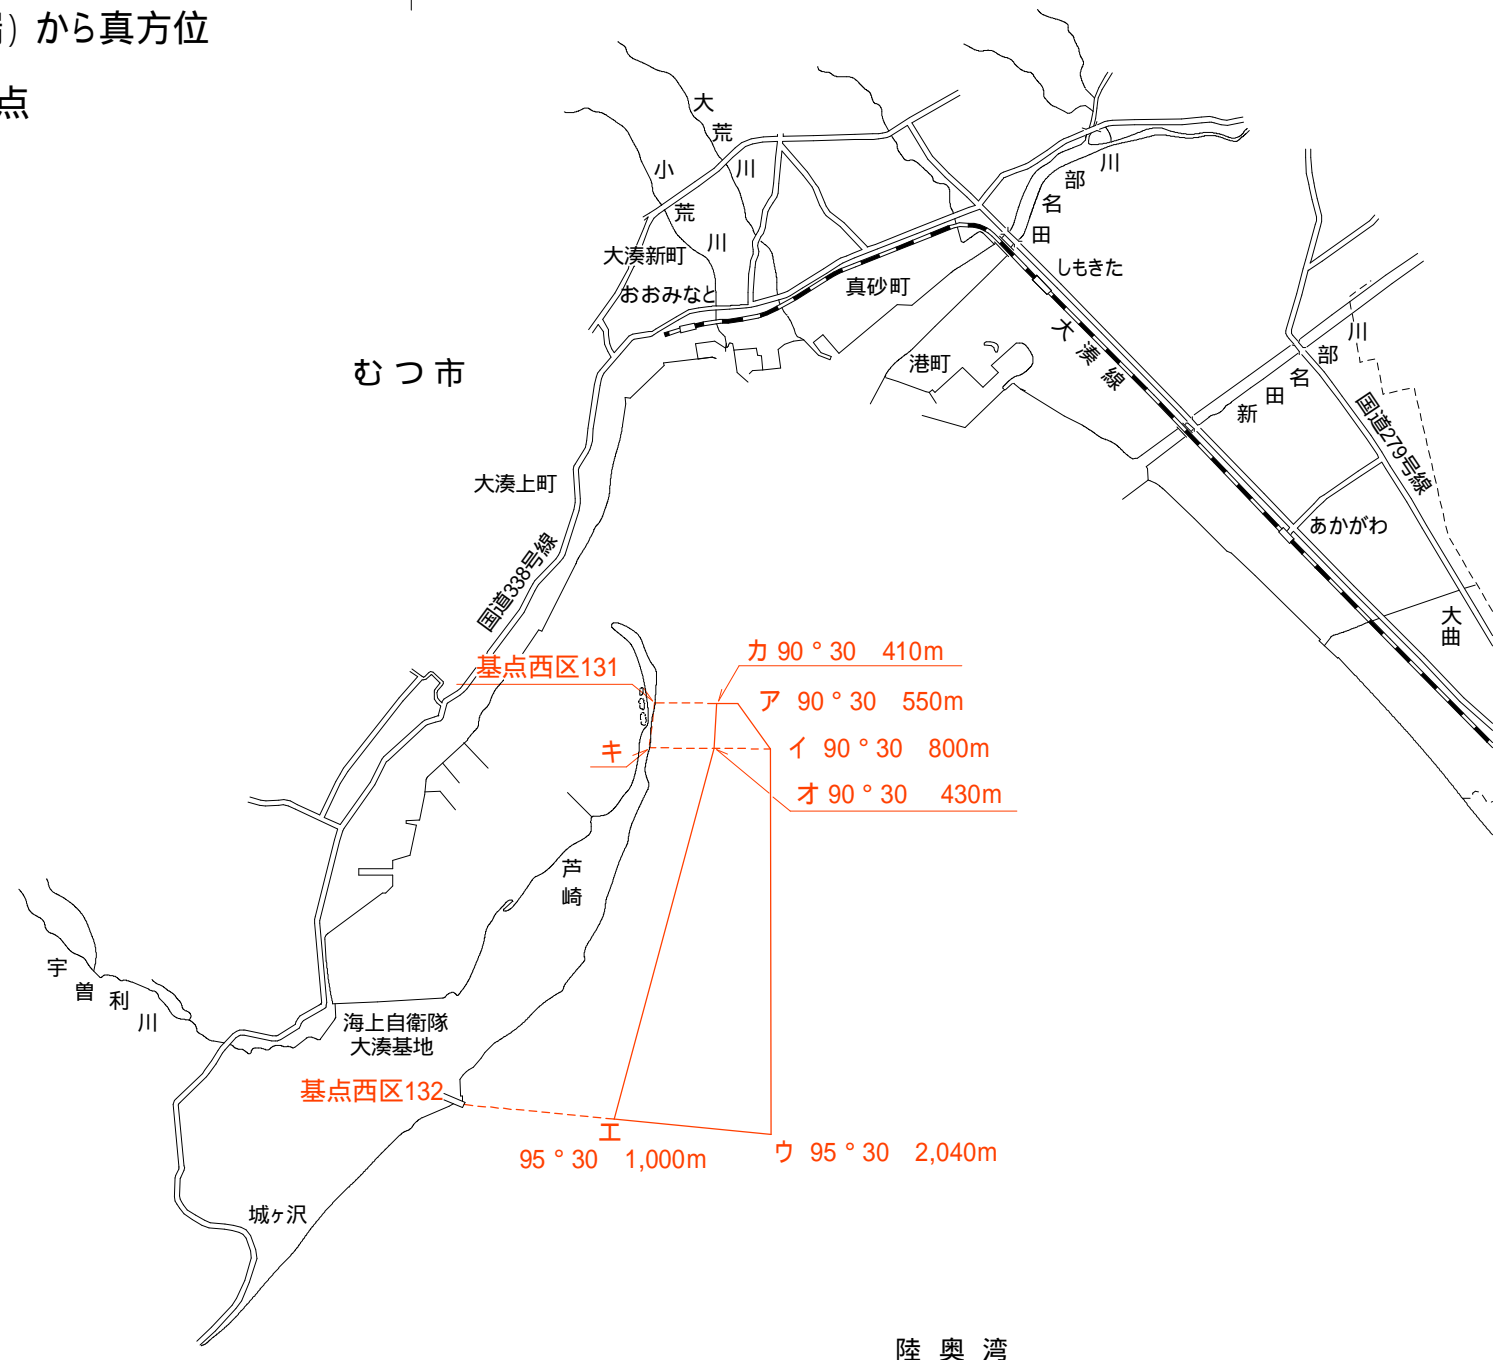 から真方位
点
大荒川
小荒川
田名部川
大湊新町
おおみなと
真砂町
しもきた
むつ市
港町
大湊線
新田名部川
国道279号線
大湊上町
あかがわ
国道338号線
大曲
基点西区131
カ 90°30 410m
ア 90°30 550m
キ
イ 90°30 800m
オ 90°30 430m
芦崎
宇曽利川
海上自衛隊
大湊基地
基点西区132
エ
95°30 1,000m
ウ 95°30 2,040m
城ヶ沢
陸奥湾